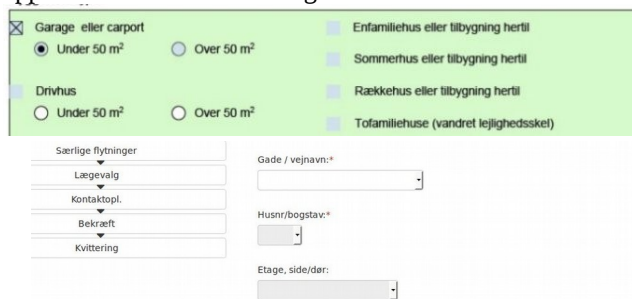 Garage eller carport
Under 50 m²
Over 50 m²
Drivhus
Under 50 m²
Over 50 m²
Enfamiliehus eller tilbygning hertil
Sommerhus eller tilbygning hertil
Rækkehus eller tilbygning hertil
Tofamiliehuse (vandret lejlighedsskel)
Særlige flytninger
Lægevalg
Kontaktopl.
Bekræft
Kvittering
Gade / vejnavn:*
Husnr/bogstav:*
Etage, side/dør: